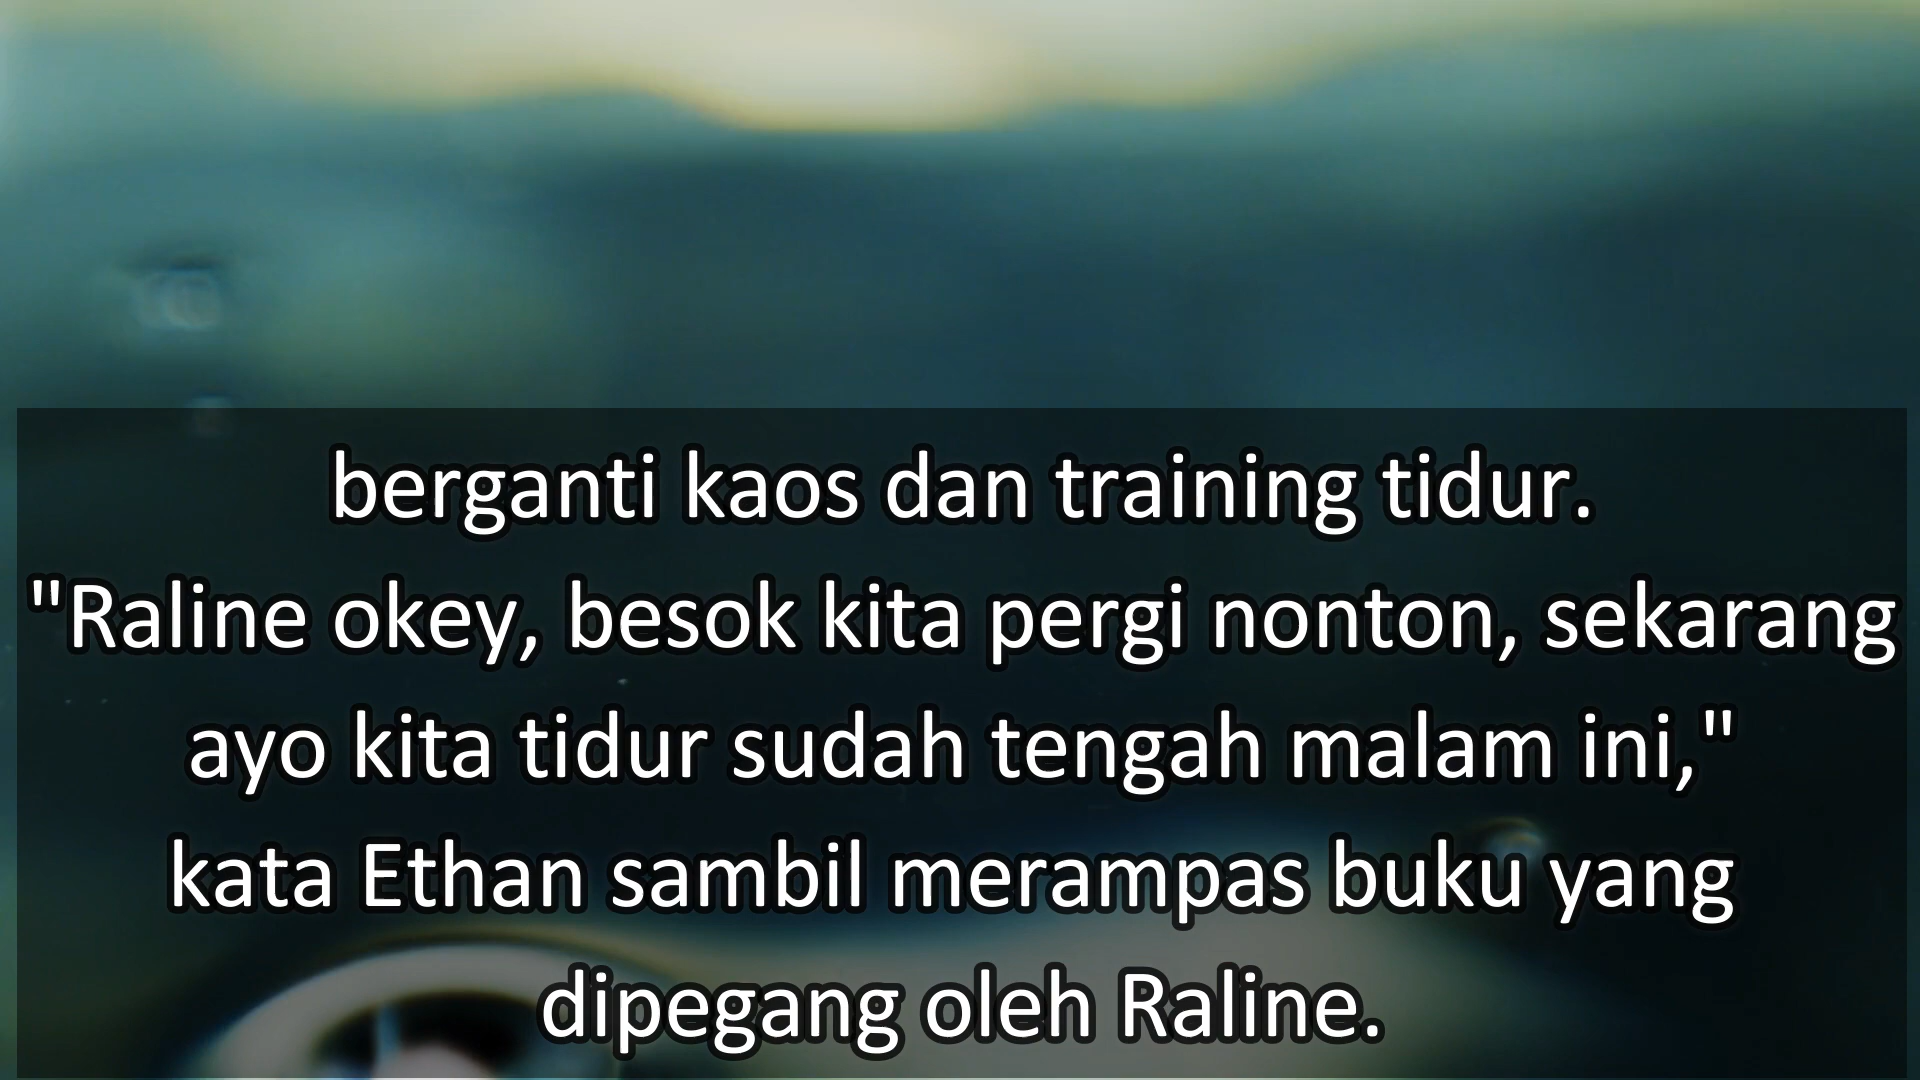 berganti kaos dan training tidur.
"Raline okey, besok kita pergi nonton, sekarang
ayo kita tidur sudah tengah malam ini,"
kata Ethan sambil merampas buku yang
dipegang oleh Raline.